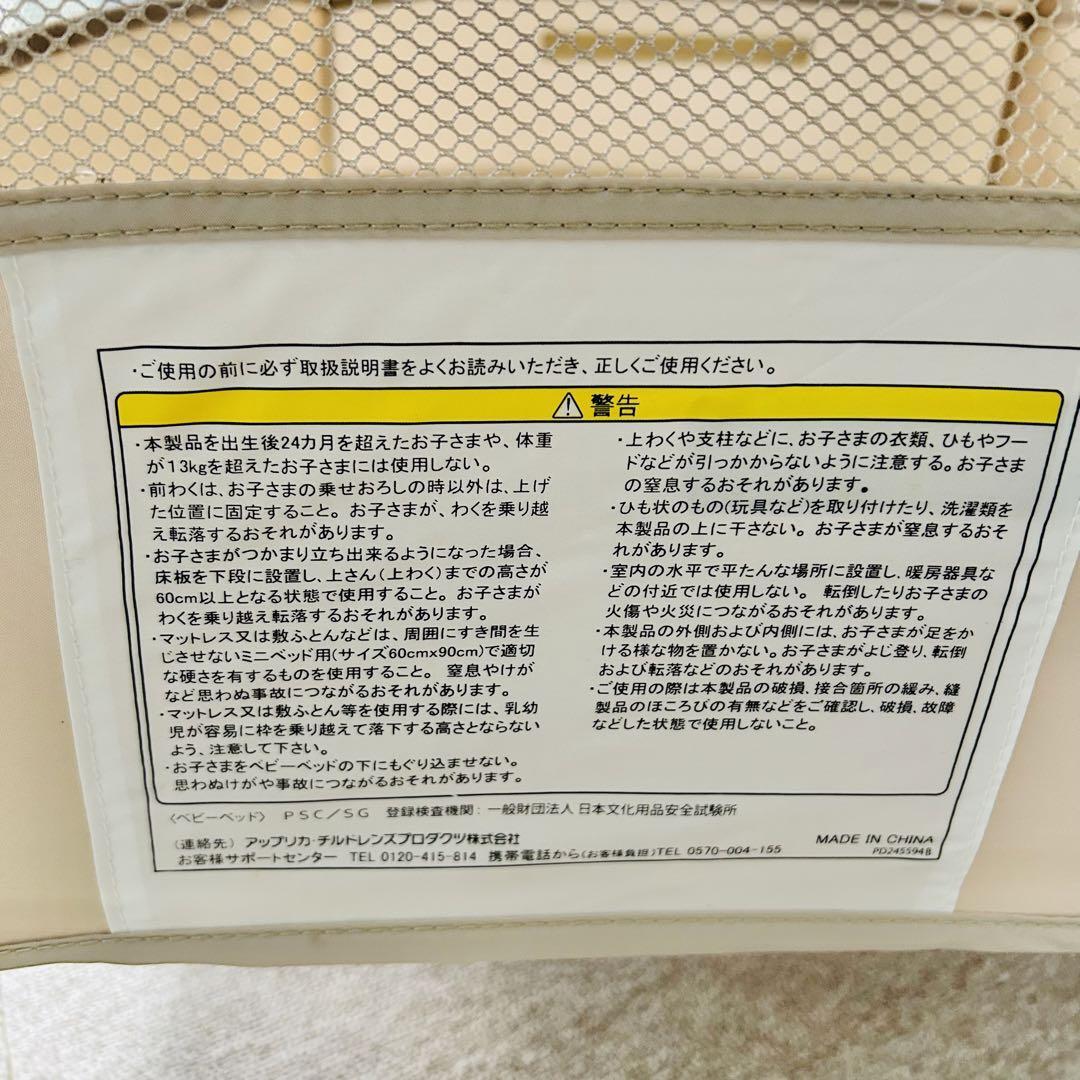 ・ご使用の前に必ず取扱説明書をよくお読みいただき、正しくご使用ください。
⚠ 警告
・本製品を出生後24カ月を超えたお子さまや、体重
が13kgを超えたお子さまには使用しない。
・前わくは、お子さまの乗せおろしの時以外は、上げ
た位置に固定すること。お子さまが、わくを乗り越
え転落するおそれがあります。
・お子さまがつかまり立ち出来るようになった場合、
床板を下段に設置し、上さん(上わく)までの高さが
60cm以上となる状態で使用すること。お子さまが
わくを乗り越え転落するおそれがあります。
・マットレス又は敷ふとんなどは、周囲にすき間を生
じさせないミニベッド用(サイズ60cm×90cm)で適切
な硬さを有するものを使用すること。窒息やけが
など思わぬ事故につながるおそれがあります。
・マットレス又は敷ふとん等を使用する際には、乳幼
児が容易に枠を乗り越えて落下する高さとならない
よう、注意して下さい。
・お子さまをベビーベッドの下にもぐり込ませない。
思わぬけがや事故につながるおそれがあります。
・上わくや支柱などに、お子さまの衣類、ひもやフー
ドなどが引っかからないように注意する。お子さま
の窒息するおそれがあります。
・ひも状のもの(玩具など)を取り付けたり、洗濯類を
本製品の上に干さない。お子さまが窒息するおそ
れがあります。
・室内の水平で平たんな場所に設置し、暖房器具な
どの付近では使用しない。転倒したりお子さまの
火傷や火災につながるおそれがあります。
・本製品の外側および内側には、お子さまが足をか
ける様な物を置かない。お子さまがよじ登り、転倒
および転落などのおそれがあります。
・ご使用の際は本製品の破損、接合箇所の緩み、縫
製品のほころびの有無などをご確認し、破損、故障
などした状態で使用しないこと。
〈ベビーベッド〉 PSC/SG 登録検査機関:一般財団法人 日本文化用品安全試験所
(連絡先) アップリカ・チルドレンズプロダクツ株式会社
お客様サポートセンター TEL 0120-415-814 携帯電話から(お客様負担)TEL 0570-004-155
MADE IN CHINA
PD245594B